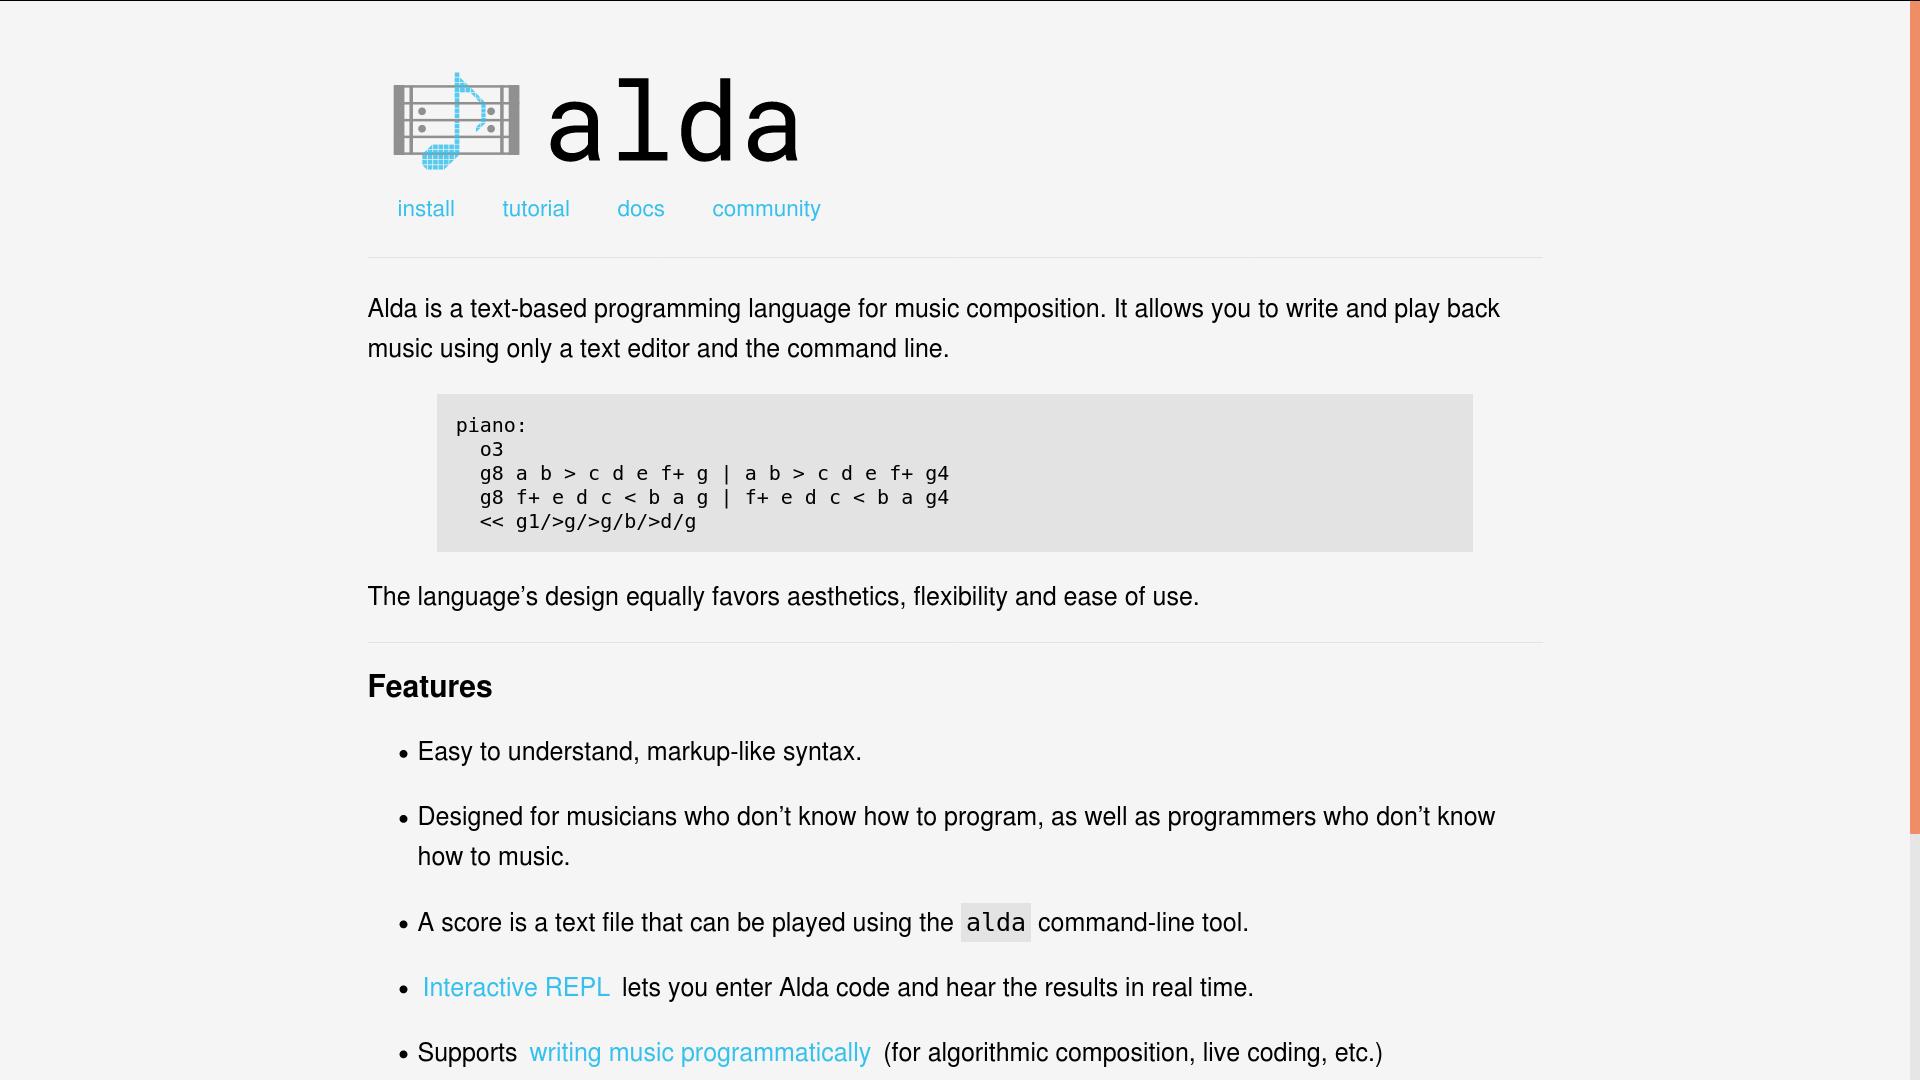 alda
install tutorial docs community
Alda is a text-based programming language for music composition. It allows you to write and play back
music using only a text editor and the command line.
piano:
  o3
  g8 a b > c d e f+ g | a b > c d e f+ g4
  g8 f+ e d c < b a g | f+ e d c < b a g4
  << g1/>g/>g/b/>d/g
The language’s design equally favors aesthetics, flexibility and ease of use.
Features
• Easy to understand, markup-like syntax.
• Designed for musicians who don’t know how to program, as well as programmers who don’t know
how to music.
• A score is a text file that can be played using the alda command-line tool.
• Interactive REPL lets you enter Alda code and hear the results in real time.
• Supports writing music programmatically (for algorithmic composition, live coding, etc.)